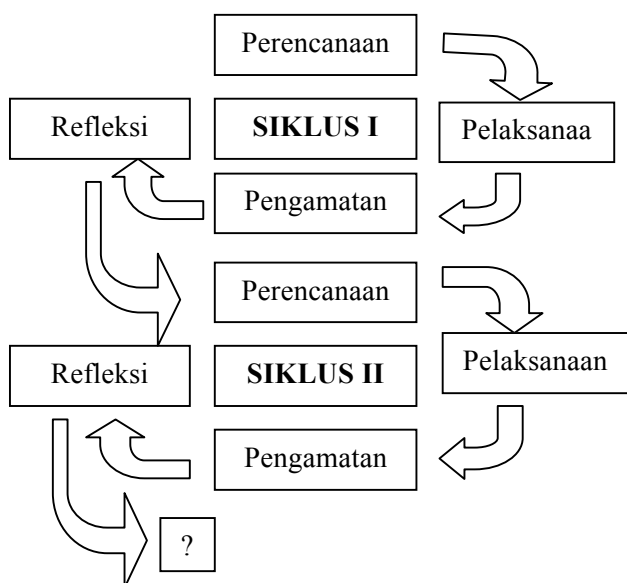 Perencanaan
Refleksi
SIKLUS I
Pelaksanaa
Pengamatan
Perencanaan
Refleksi
SIKLUS II
Pelaksanaan
Pengamatan
?